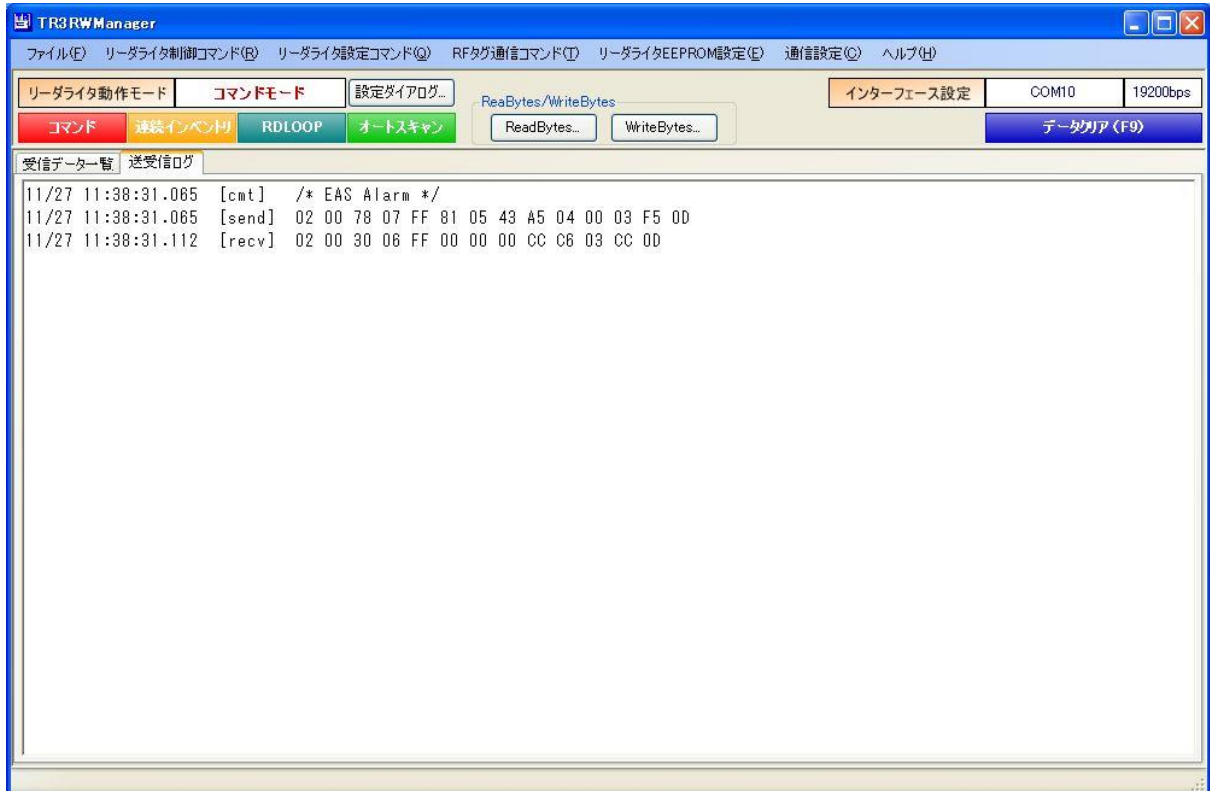 TR3RWManager
ファイル(F) リーダライタ制御コマンド(R) リーダライタ設定コマンド(Q) RFタグ通信コマンド(T) リーダライタEEPROM設定(E) 通信設定(C) ヘルプ(H)
リーダライタ動作モード コマンドモード 設定ダイアログ... ReaBytes/WriteBytes インターフェース設定 COM10 19200bps
コマンド 連続インベントリ RDLOOP オートスキャン ReadBytes... WriteBytes... データクリア (F9)
受信データ一覧 送受信ログ
11/27 11:38:31.065 [cmt] /* EAS Alarm */
11/27 11:38:31.065 [send] 02 00 78 07 FF 81 05 43 A5 04 00 03 F5 0D
11/27 11:38:31.112 [recv] 02 00 30 06 FF 00 00 00 CC C6 03 CC 0D